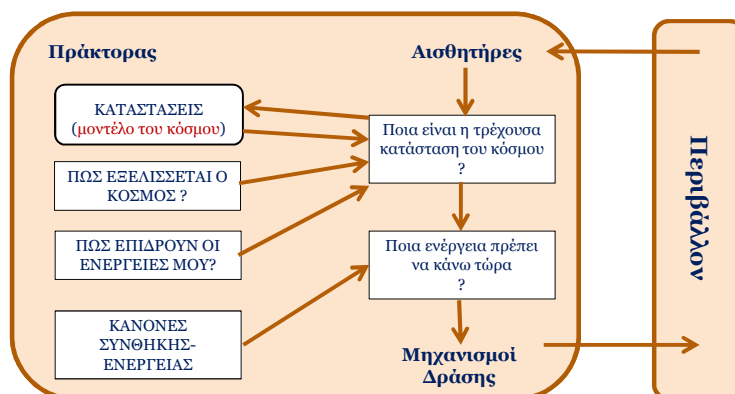 Πράκτορας
Αισθητήρες
ΚΑΤΑΣΤΑΣΕΙΣ
(μοντέλο του κόσμου)
Ποια είναι η τρέχουσα
κατάσταση του κόσμου
?
ΠΩΣ ΕΞΕΛΙΣΣΕΤΑΙ Ο
ΚΟΣΜΟΣ ?
ΠΩΣ ΕΠΙΔΡΟΥΝ ΟΙ
ΕΝΕΡΓΕΙΕΣ ΜΟΥ?
Ποια ενέργεια πρέπει
να κάνω τώρα
?
ΚΑΝΟΝΕΣ
ΣΥΝΘΗΚΗΣ-
ΕΝΕΡΓΕΙΑΣ
Μηχανισμοί
Δράσης
Περιβάλλον